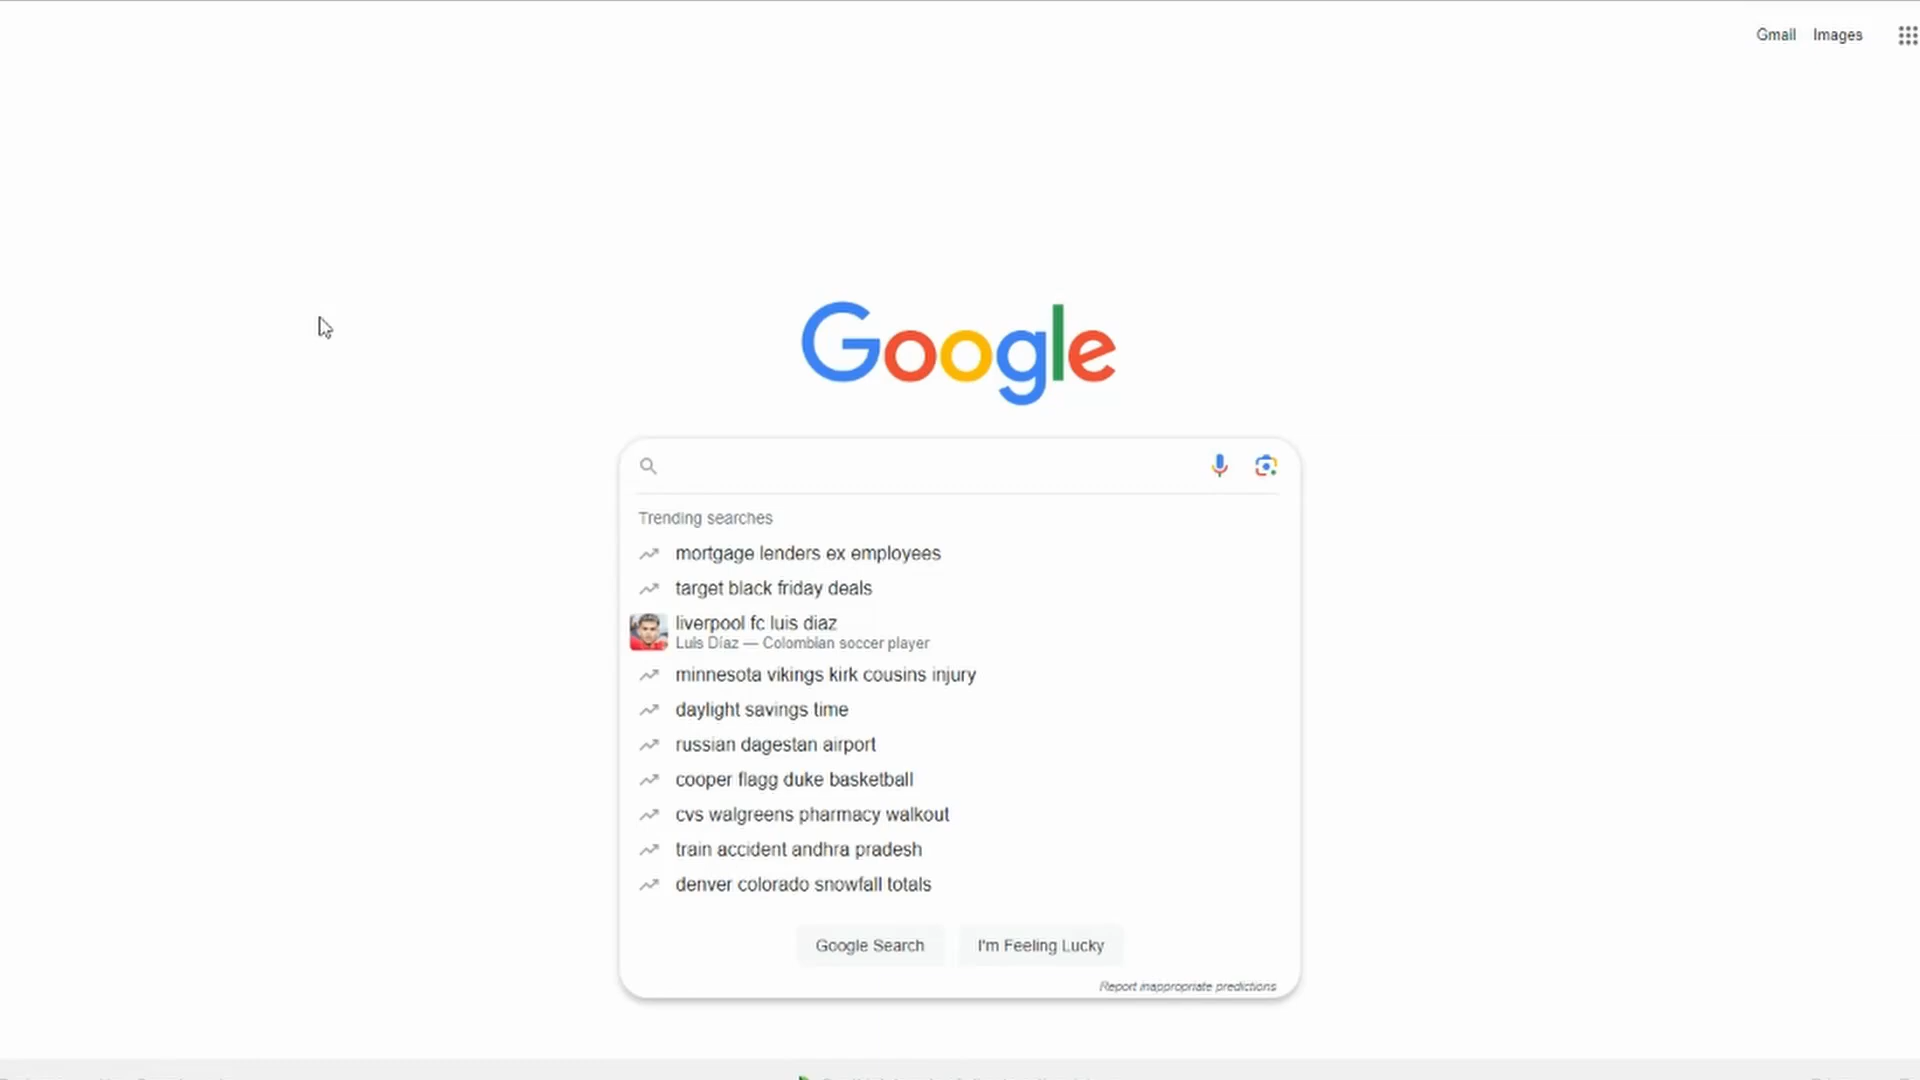 Gmail Images
Google
Trending searches
mortgage lenders ex employees
target black friday deals
liverpool fc luis diaz
Luis Díaz — Colombian soccer player
minnesota vikings kirk cousins injury
daylight savings time
russian dagestan airport
cooper flagg duke basketball
cvs walgreens pharmacy walkout
train accident andhra pradesh
denver colorado snowfall totals
Google Search
I'm Feeling Lucky
Report inappropriate predictions